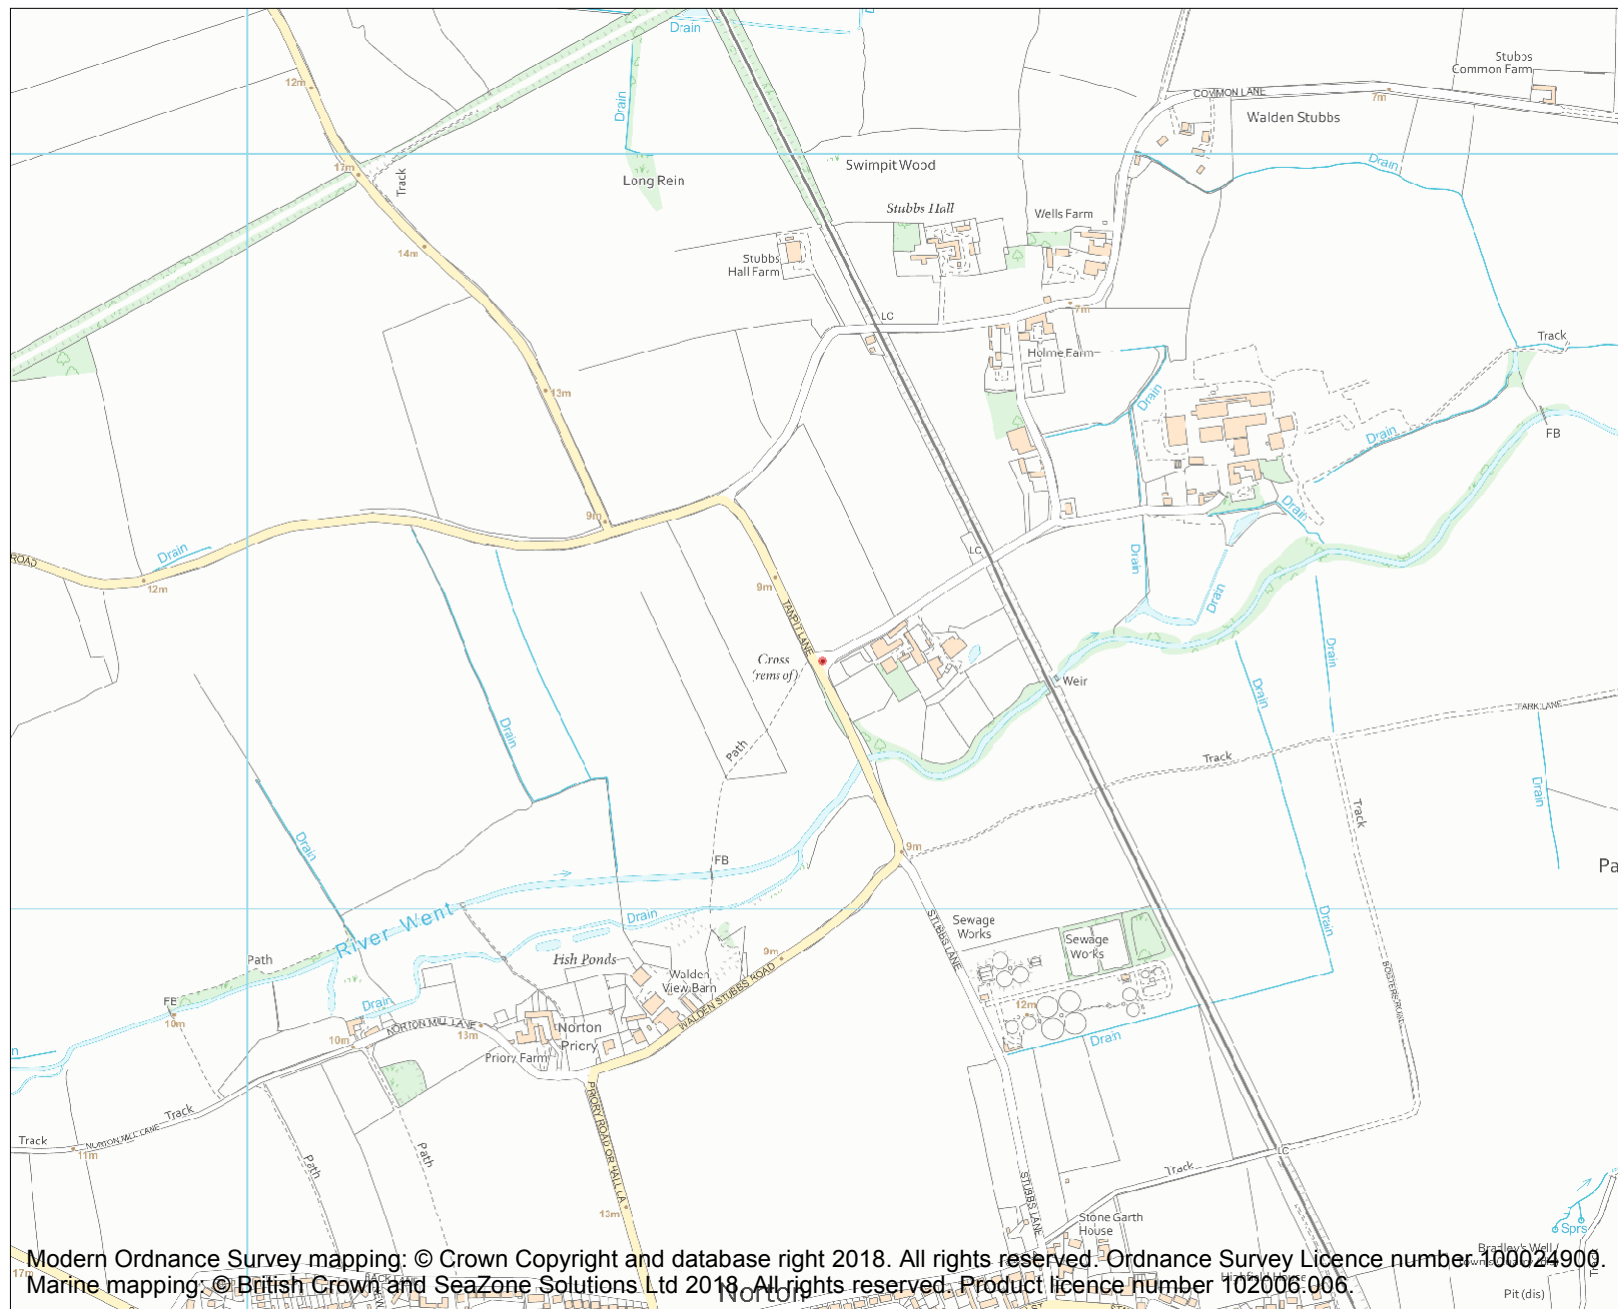 Drain
Stubbs
Common Farm
12m
COMMON LANE
7m
Drain
Walden Stubbs
17m
Track
Long Rein
Swimpit Wood
Drain
Stubbs Hall
Wells Farm
14m
Stubbs
Hall Farm
7m
LC
Holme Farm
Track
13m
Drain
FB
Drain
9m
Drain
ROAD
Drain
LC
Drain
12m
9m
TANPIT LANE
Drain
Cross
(rems of)
Drain
Weir
Drain
PARK LANE
Drain
Path
Track
Drain
Track
Drain
9m
FB
Pa
River Went
Drain
STUBBS LANE
Sewage
Works
Sewage
Works
Drain
Path
Fish Ponds
9m
Walden
View Barn
WALDEN STUBBS ROAD
FB
10m
Drain
12m
NORTON MILL LANE
13m
Norton
Priory
10m
Priory Farm
Drain
n
PRIORY ROAD OR HALL LA
Track
NORTON MILL LANE
Track
11m
Path
Path
LC
Track
STUBBS LANE
13m
Stone Garth
House
Sprs
Bradley's Well
Track
17m
Modern Ordnance Survey mapping: © Crown Copyright and database right 2018. All rights reserved. Ordnance Survey Licence number 100024900.
Marine mapping: © British Crown and SeaZone Solutions Ltd 2018. All rights reserved. Product licence number 102006.006.
BACK LANE
Norton
Highfield House
Pit (dis)